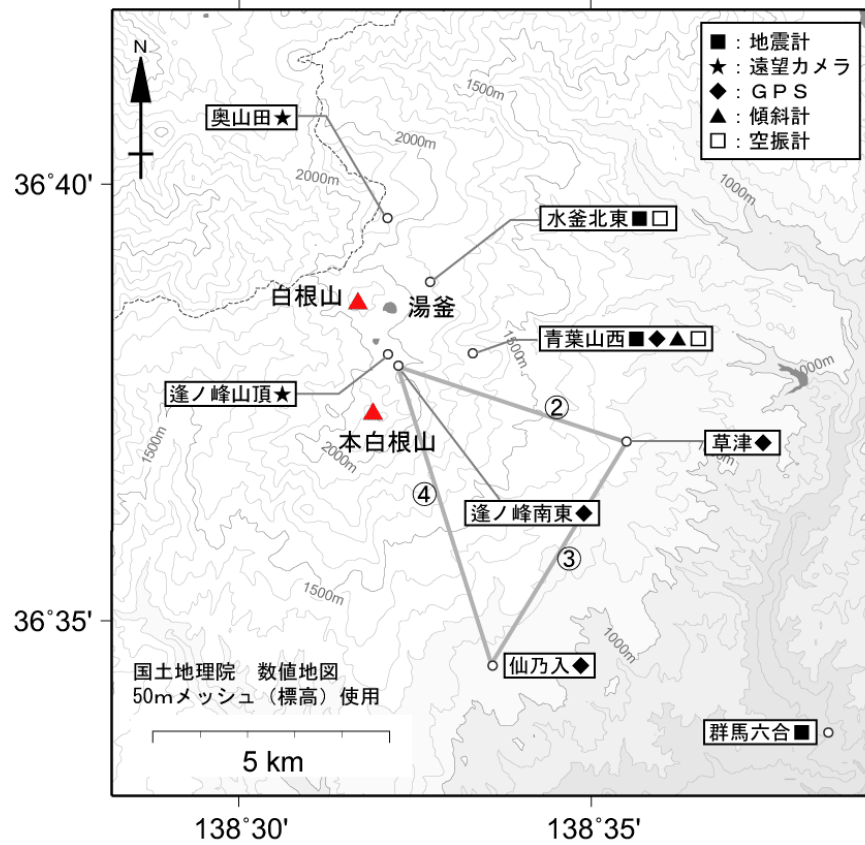 ■：地震計
★：遠望カメラ
◆：ＧＰＳ
▲：傾斜計
□：空振計
N
1500m
奥山田★
2000m
2000m
1000m
36°40'
水釜北東■□
白根山
湯釜
青葉山西■◆▲□
1500m
逢ノ峰山頂★
②
本白根山
草津◆
1500m
2000m
④
逢ノ峰南東◆
③
1500m
36°35'
1000m
仙乃入◆
国土地理院　数値地図
50mメッシュ（標高）使用
群馬六合■
5 km
138°30'
138°35'